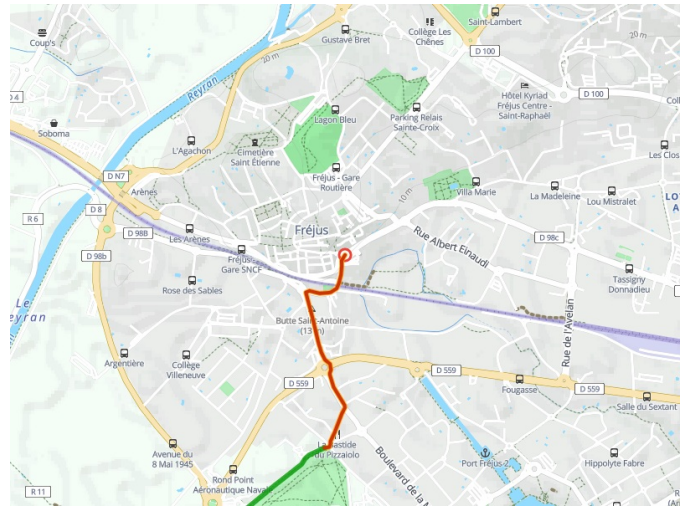 Coup's
Gustave Bret
Collège Les
Chênes
Saint-Lambert
D 100
20 m
20 m
Reyran
D 4
Hôtel Kyriad
Fréjus Centre -
Saint-Raphaël
D 100
Soboma
Lagon Bleu
Parking Relais
Sainte-Croix
L'Agachon
Cimetière
Saint Étienne
Les Clos
D N7
Fréjus - Gare
Routière
10 m
Villa Marie
La Madeleine
Arènes
Lou Mistralet
D 8
R 6
D 98B
Les Arènes
Fréjus
Rue Albert Einaudi
D 98c
D 98b
Fréjus
Gare SNCF
Tassigny
Donnadieu
Rose des Sables
Le
Reyran
Butte Saint-Antoine
Rue de l'Avelan
Argentière
Collège
Villeneuve
D 559
D 559
Fougasse
D 559
Salle du Sextant
La Bastide
du Pizzaiolo
Avenue du
8 Mai 1945
Rond Point
Aéronautique Navale
Port Fréjus 2
Hippolyte Fabre
R 11
Boulevard de la M